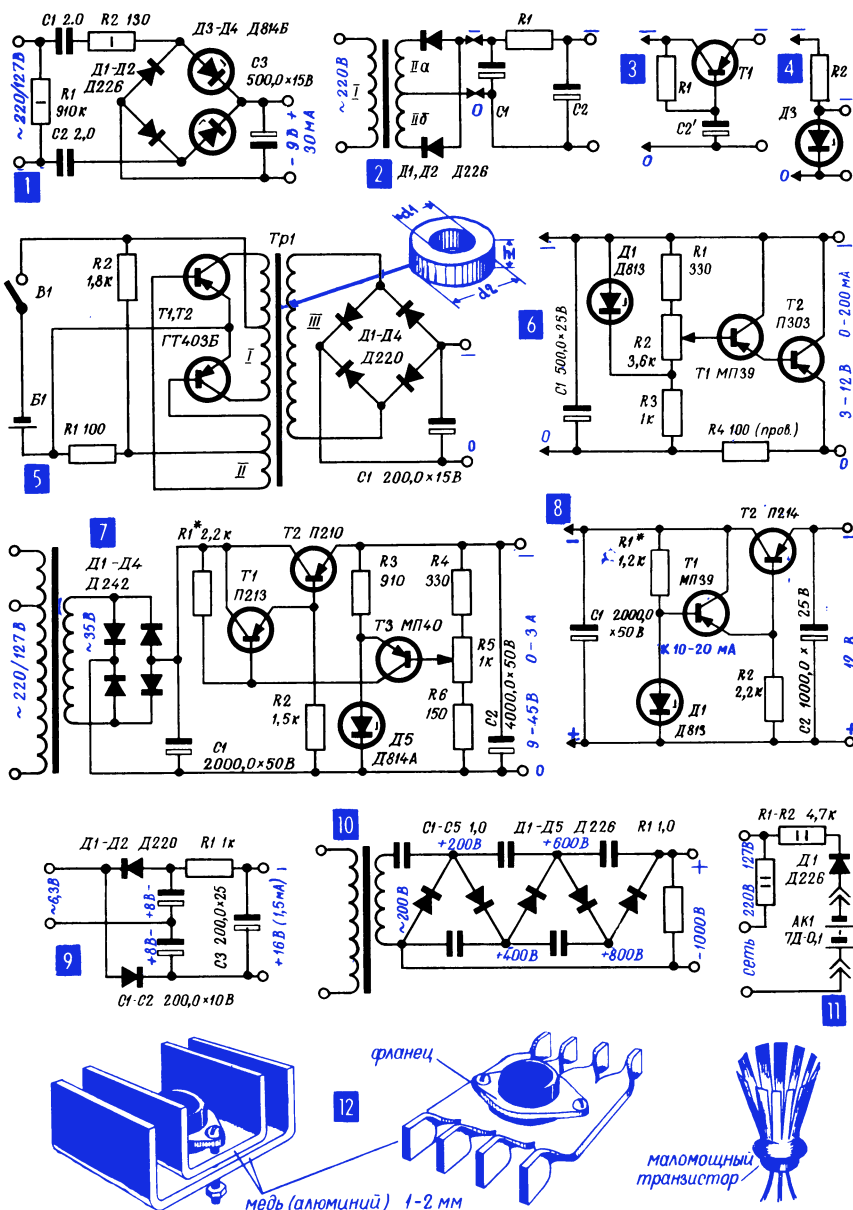 C1 2.0 R2 130
Д3-Д4 Д814Б
C3
500,0×15В
Д1-Д2
Д226
~220/127В
R1
910к
C2 2,0
+
- 9В +
30 мА
1
~220В
I
IIа
IIб
−
0
R1
C1
C2
−
Д1,Д2 Д226
2
3
−
R1
T1
−
C2'
0
4
−
R2
−
Д3
0
5
В1
Б1
R2
1,8к
Т1,Т2
ГТ403Б
R1 100
I
II
Тр1
III
Д1-Д4
Д220
d1
h
d2
−
0
C1 200,0×15В
6
−
C1 500,0×25В
Д1
Д813
R1
330
R2
3,6к
R3
1к
T1 МП39
T2
П303
R4 100 (пров.)
0
−
0
3-12В 0-200 мА
7
~220/127В
Д1-Д4
Д242
~35В
R1* 2,2к
T2 П210
T1
П213
R2
1,5к
C1
2000,0×50В
R3
910
R4
330
T3 МП40
R5
1к
R6
150
Д5
Д814А
C2
4000,0×50В
−
0
9-45В 0-3А
8
−
+
C1 2000,0
×50В
R1*
1,2к
T1
МП39
T2 П214
* 10-20 мА
Д1
Д813
R2
2,2к
C2 1000,0×
25В
−
12 В
+
9
~6,3В
Д1-Д2 Д220
R1 1к
+8В-
+8В-
C3 200,0×25
+16В (1,5мА)
C1-C2 200,0×10В
10
~200В
C1-C5 1,0
Д1-Д5 Д226
R1 1,0
+200В
+600В
+400В
+800В
+
-1000В
11
R1-R2 4,7к
220В 127В
сеть
Д1
Д226
АК1
7Д-0,1
12
фланец
медь (алюминий) 1-2 мм
маломощный
транзистор